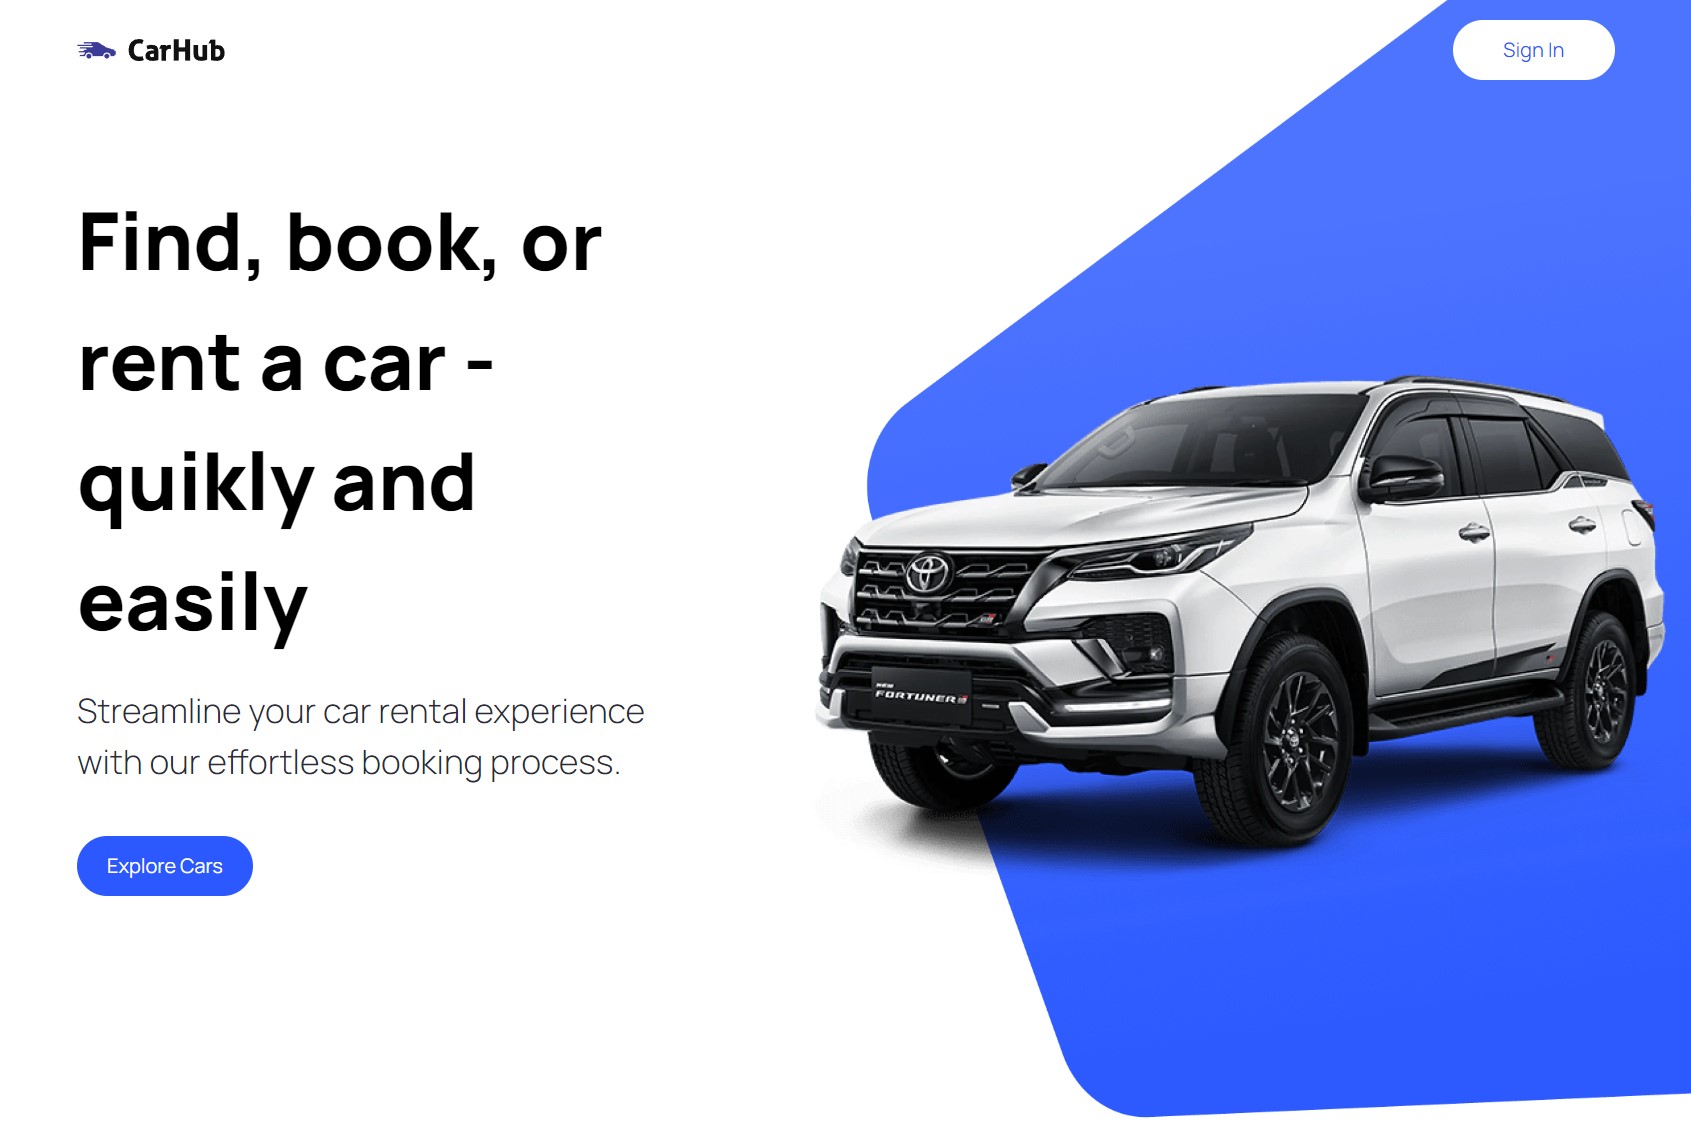 CarHub
Sign In
Find, book, or
rent a car -
quikly and
easily
Streamline your car rental experience
with our effortless booking process.
Explore Cars
NEW
FORTUNER